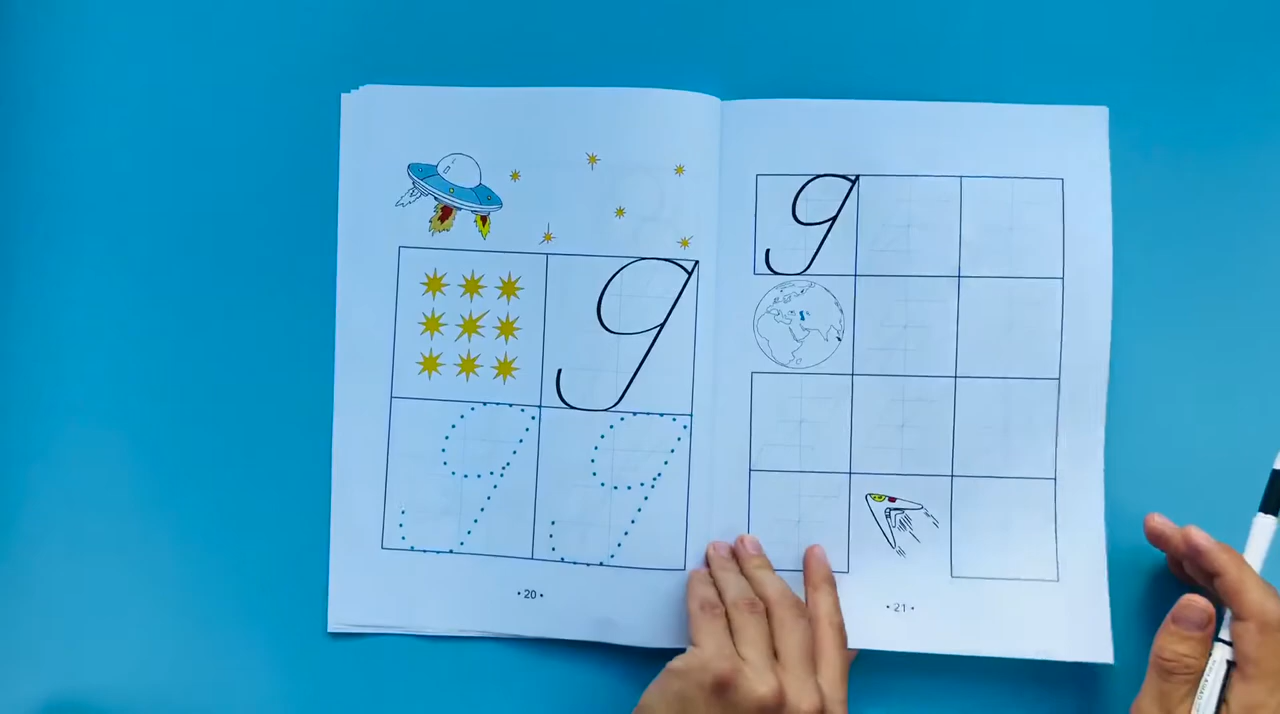 9
9 9
• 20 •
9
• 21 •